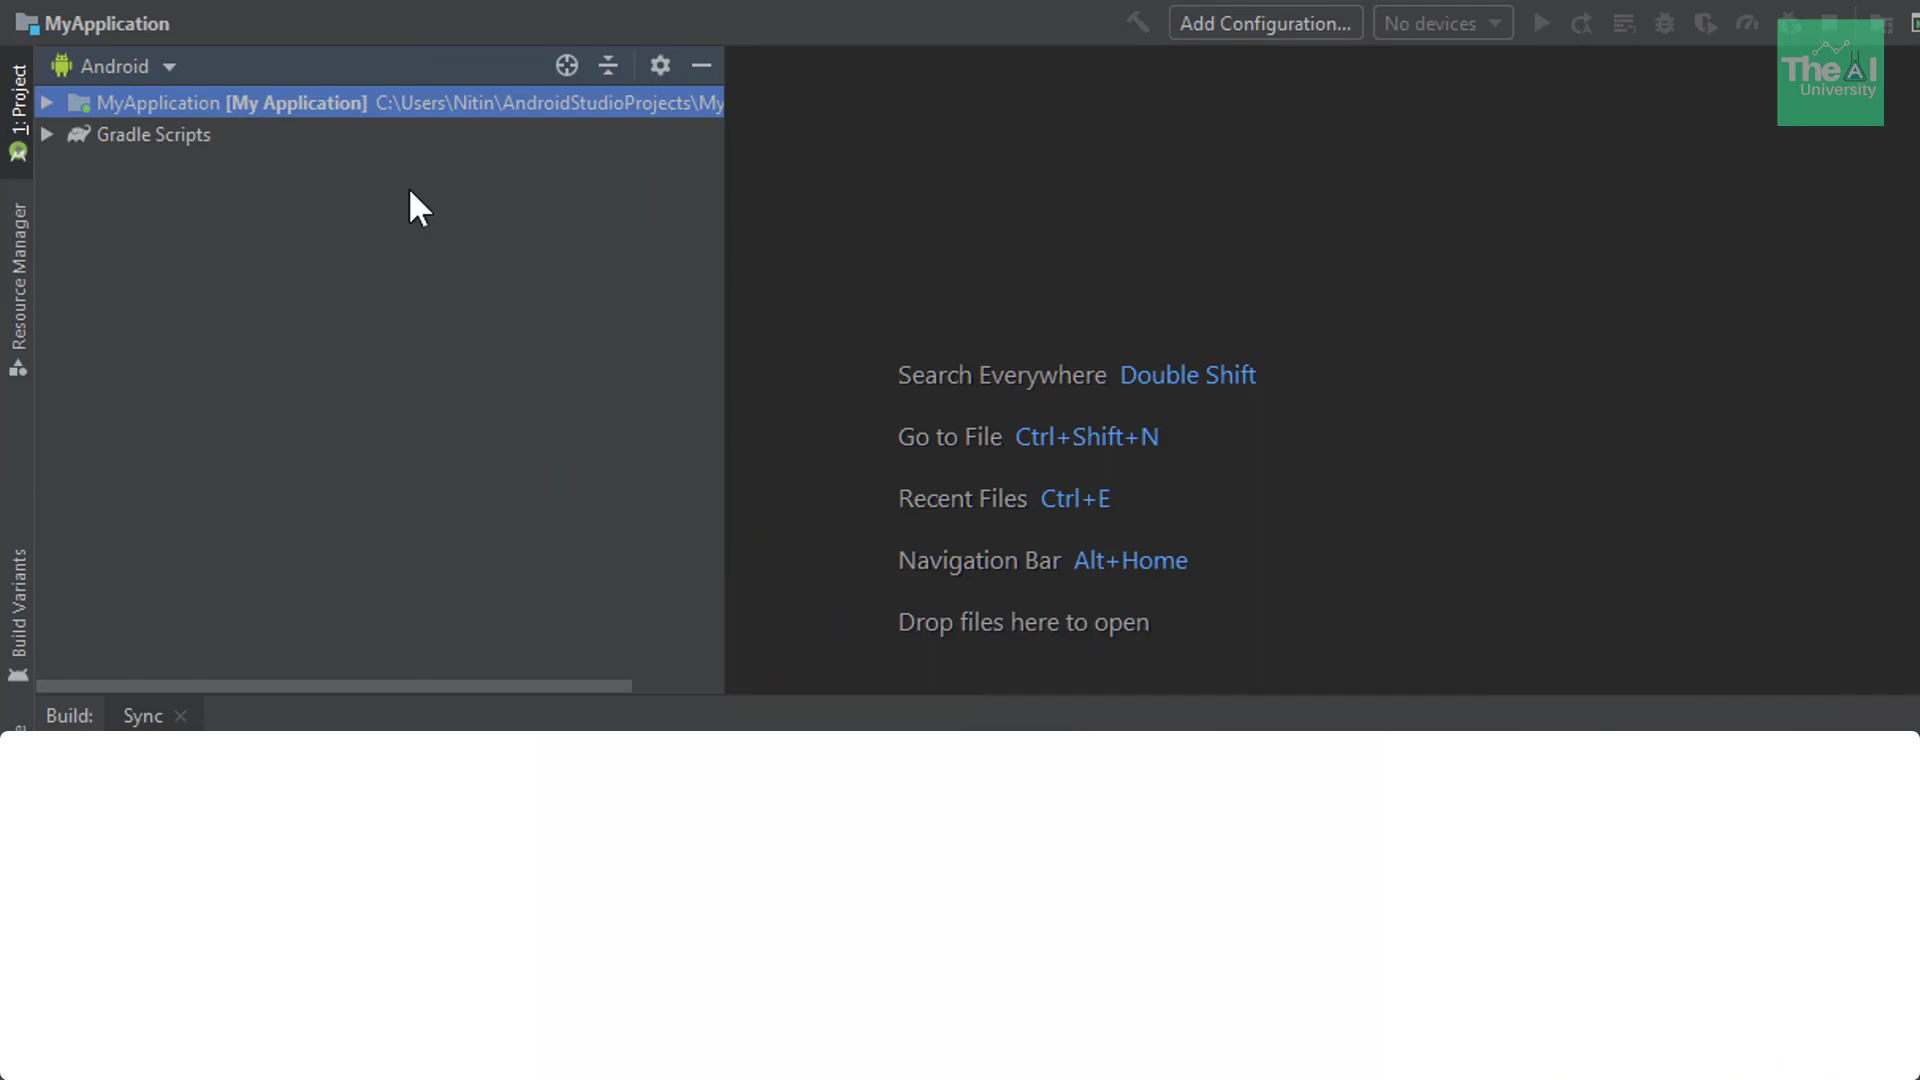 MyApplication
Add Configuration...
No devices
The AI
University
Android
1: Project
MyApplication [My Application] C:\Users\Nitin\AndroidStudioProjects\My
Gradle Scripts
Resource Manager
Search Everywhere Double Shift
Go to File Ctrl+Shift+N
Recent Files Ctrl+E
Navigation Bar Alt+Home
Drop files here to open
Build Variants
Build:
Sync